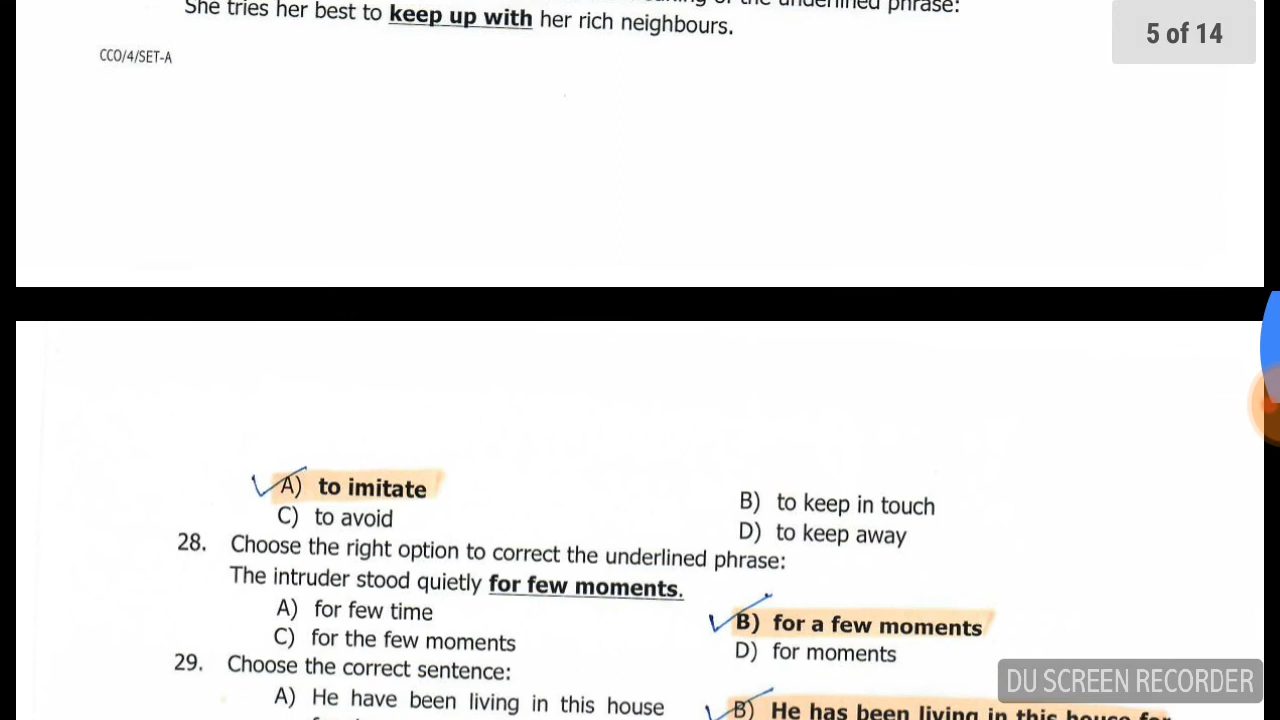 the underlined phrase:
She tries her best to keep up with her rich neighbours.
5 of 14
CCO/4/SET-A
A) to imitate
B) to keep in touch
C) to avoid
D) to keep away
28. Choose the right option to correct the underlined phrase:
The intruder stood quietly for few moments.
A) for few time
B) for a few moments
C) for the few moments
D) for moments
29. Choose the correct sentence:
A) He have been living in this house
B) He has been living in this house for
DU SCREEN RECORDER